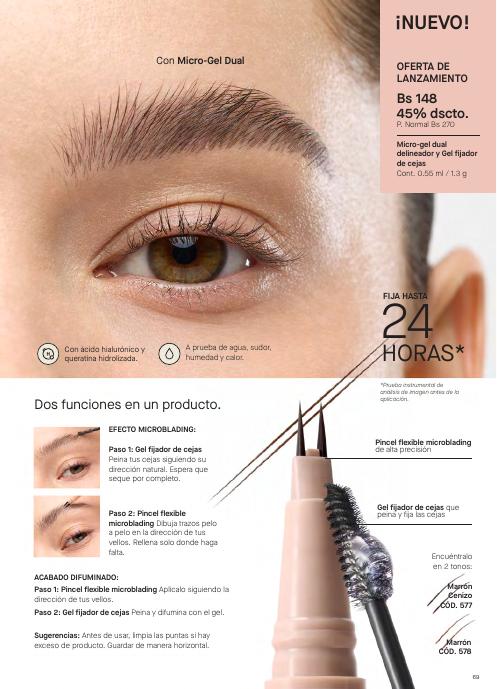 ¡NUEVO!
Con Micro-Gel Dual
OFERTA DE
LANZAMIENTO
Bs 148
45% dscto.
P. Normal Bs 270
Micro-gel dual
delineador y Gel fijador
de cejas
Cont. 0.55 ml / 1.3 g
FIJA HASTA
24
HORAS*
Con ácido hialurónico y
queratina hidrolizada.
A prueba de agua, sudor,
humedad y calor.
*Prueba instrumental de
análisis de imagen antes de la
aplicación.
Dos funciones en un producto.
EFECTO MICROBLADING:
Paso 1: Gel fijador de cejas
Peina tus cejas siguiendo su
dirección natural. Espera que
seque por completo.
Paso 2: Pincel flexible
microblading Dibuja trazos pelo
a pelo en la dirección de tus
vellos. Rellena solo donde haga
falta.
ACABADO DIFUMINADO:
Paso 1: Pincel flexible microblading Aplícalo siguiendo la
dirección de tus vellos.
Paso 2: Gel fijador de cejas Peina y difumina con el gel.
Sugerencias: Antes de usar, limpia las puntas si hay
exceso de producto. Guardar de manera horizontal.
Pincel flexible microblading
de alta precisión
Gel fijador de cejas que
peina y fija las cejas
Encuéntralo
en 2 tonos:
Marrón
Cenizo
CÓD. 577
Marrón
CÓD. 578
69